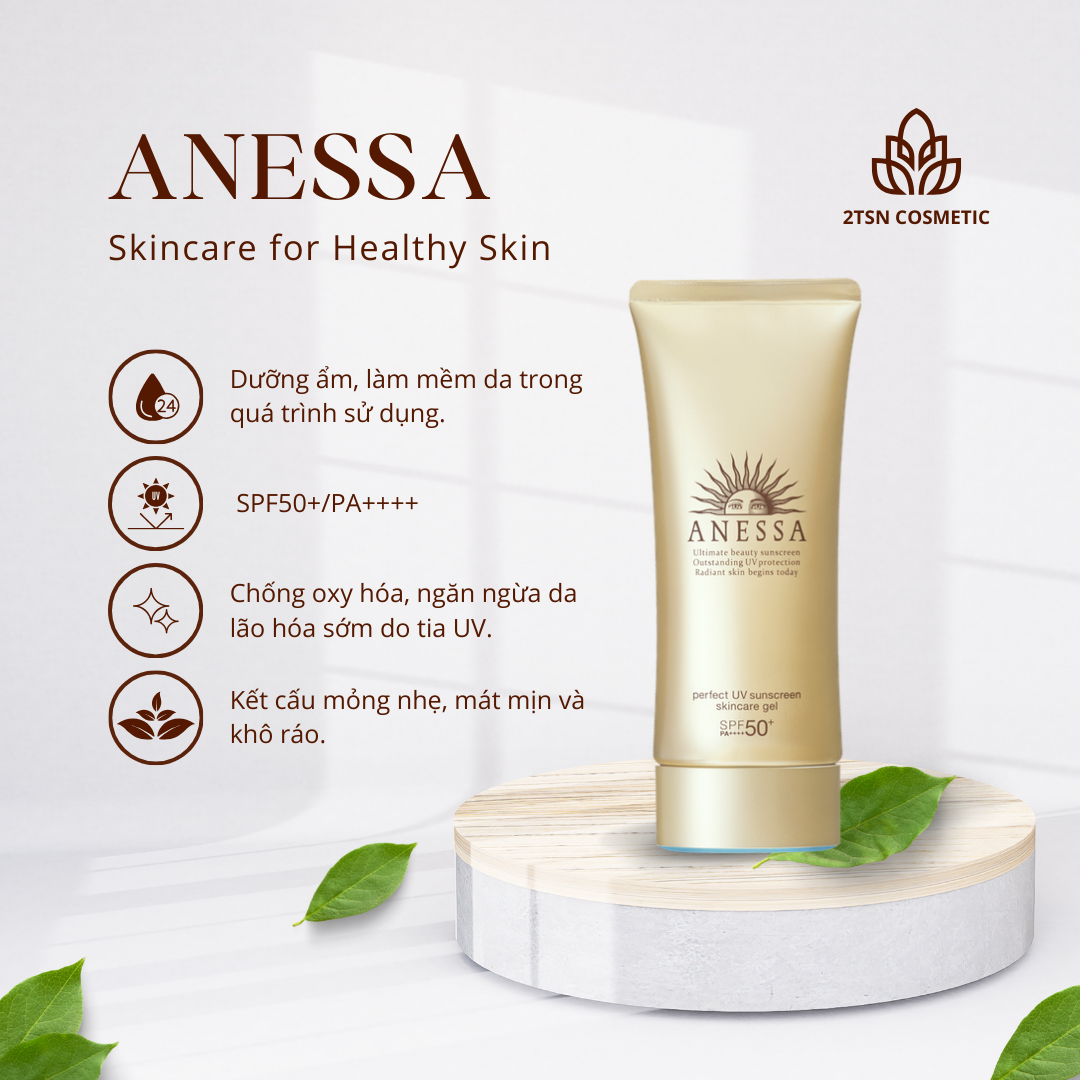 ANESSA
Skincare for Healthy Skin
2TSN COSMETIC
24
Dưỡng ẩm, làm mềm da trong
quá trình sử dụng.
UV
SPF50+/PA++++
Chống oxy hóa, ngăn ngừa da
lão hóa sớm do tia UV.
Kết cấu mỏng nhẹ, mát mịn và
khô ráo.
ANESSA
Ultimate beauty sunscreen
Outstanding UV protection
Radiant skin begins today
perfect UV sunscreen
skincare gel
SPF 50+
PA++++